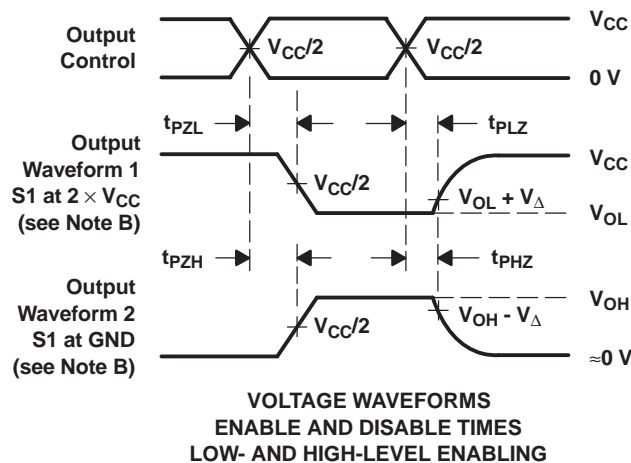 Output
Control
V_CC/2
V_CC/2
V_CC
0 V
t_PZL
t_PLZ
Output
Waveform 1
S1 at 2 × V_CC
(see Note B)
V_CC/2
V_OL + V_Δ
V_CC
V_OL
t_PZH
t_PHZ
Output
Waveform 2
S1 at GND
(see Note B)
V_CC/2
V_OH - V_Δ
V_OH
≈0 V
VOLTAGE WAVEFORMS
ENABLE AND DISABLE TIMES
LOW- AND HIGH-LEVEL ENABLING